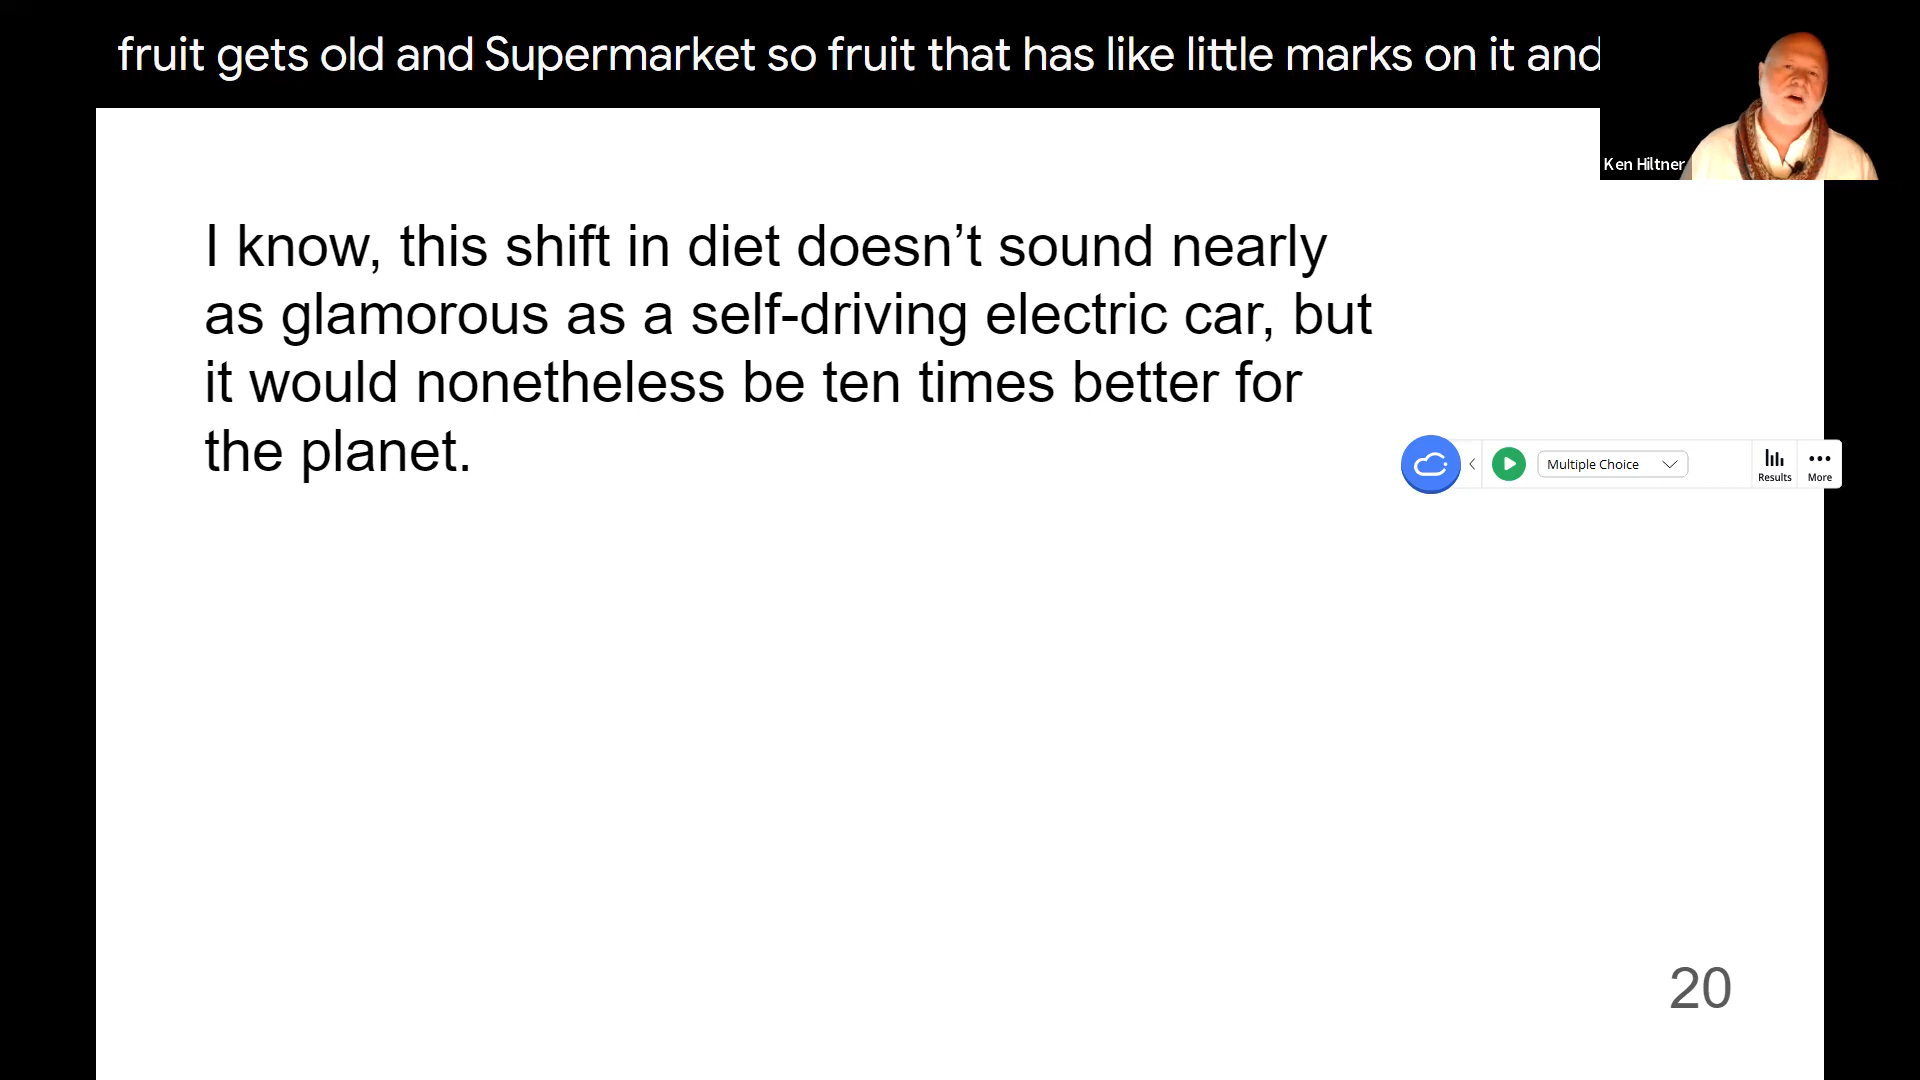 fruit gets old and Supermarket so fruit that has like little marks on it and
Ken Hiltner
I know, this shift in diet doesn’t sound nearly
as glamorous as a self-driving electric car, but
it would nonetheless be ten times better for
the planet.
Multiple Choice
Results
More
20